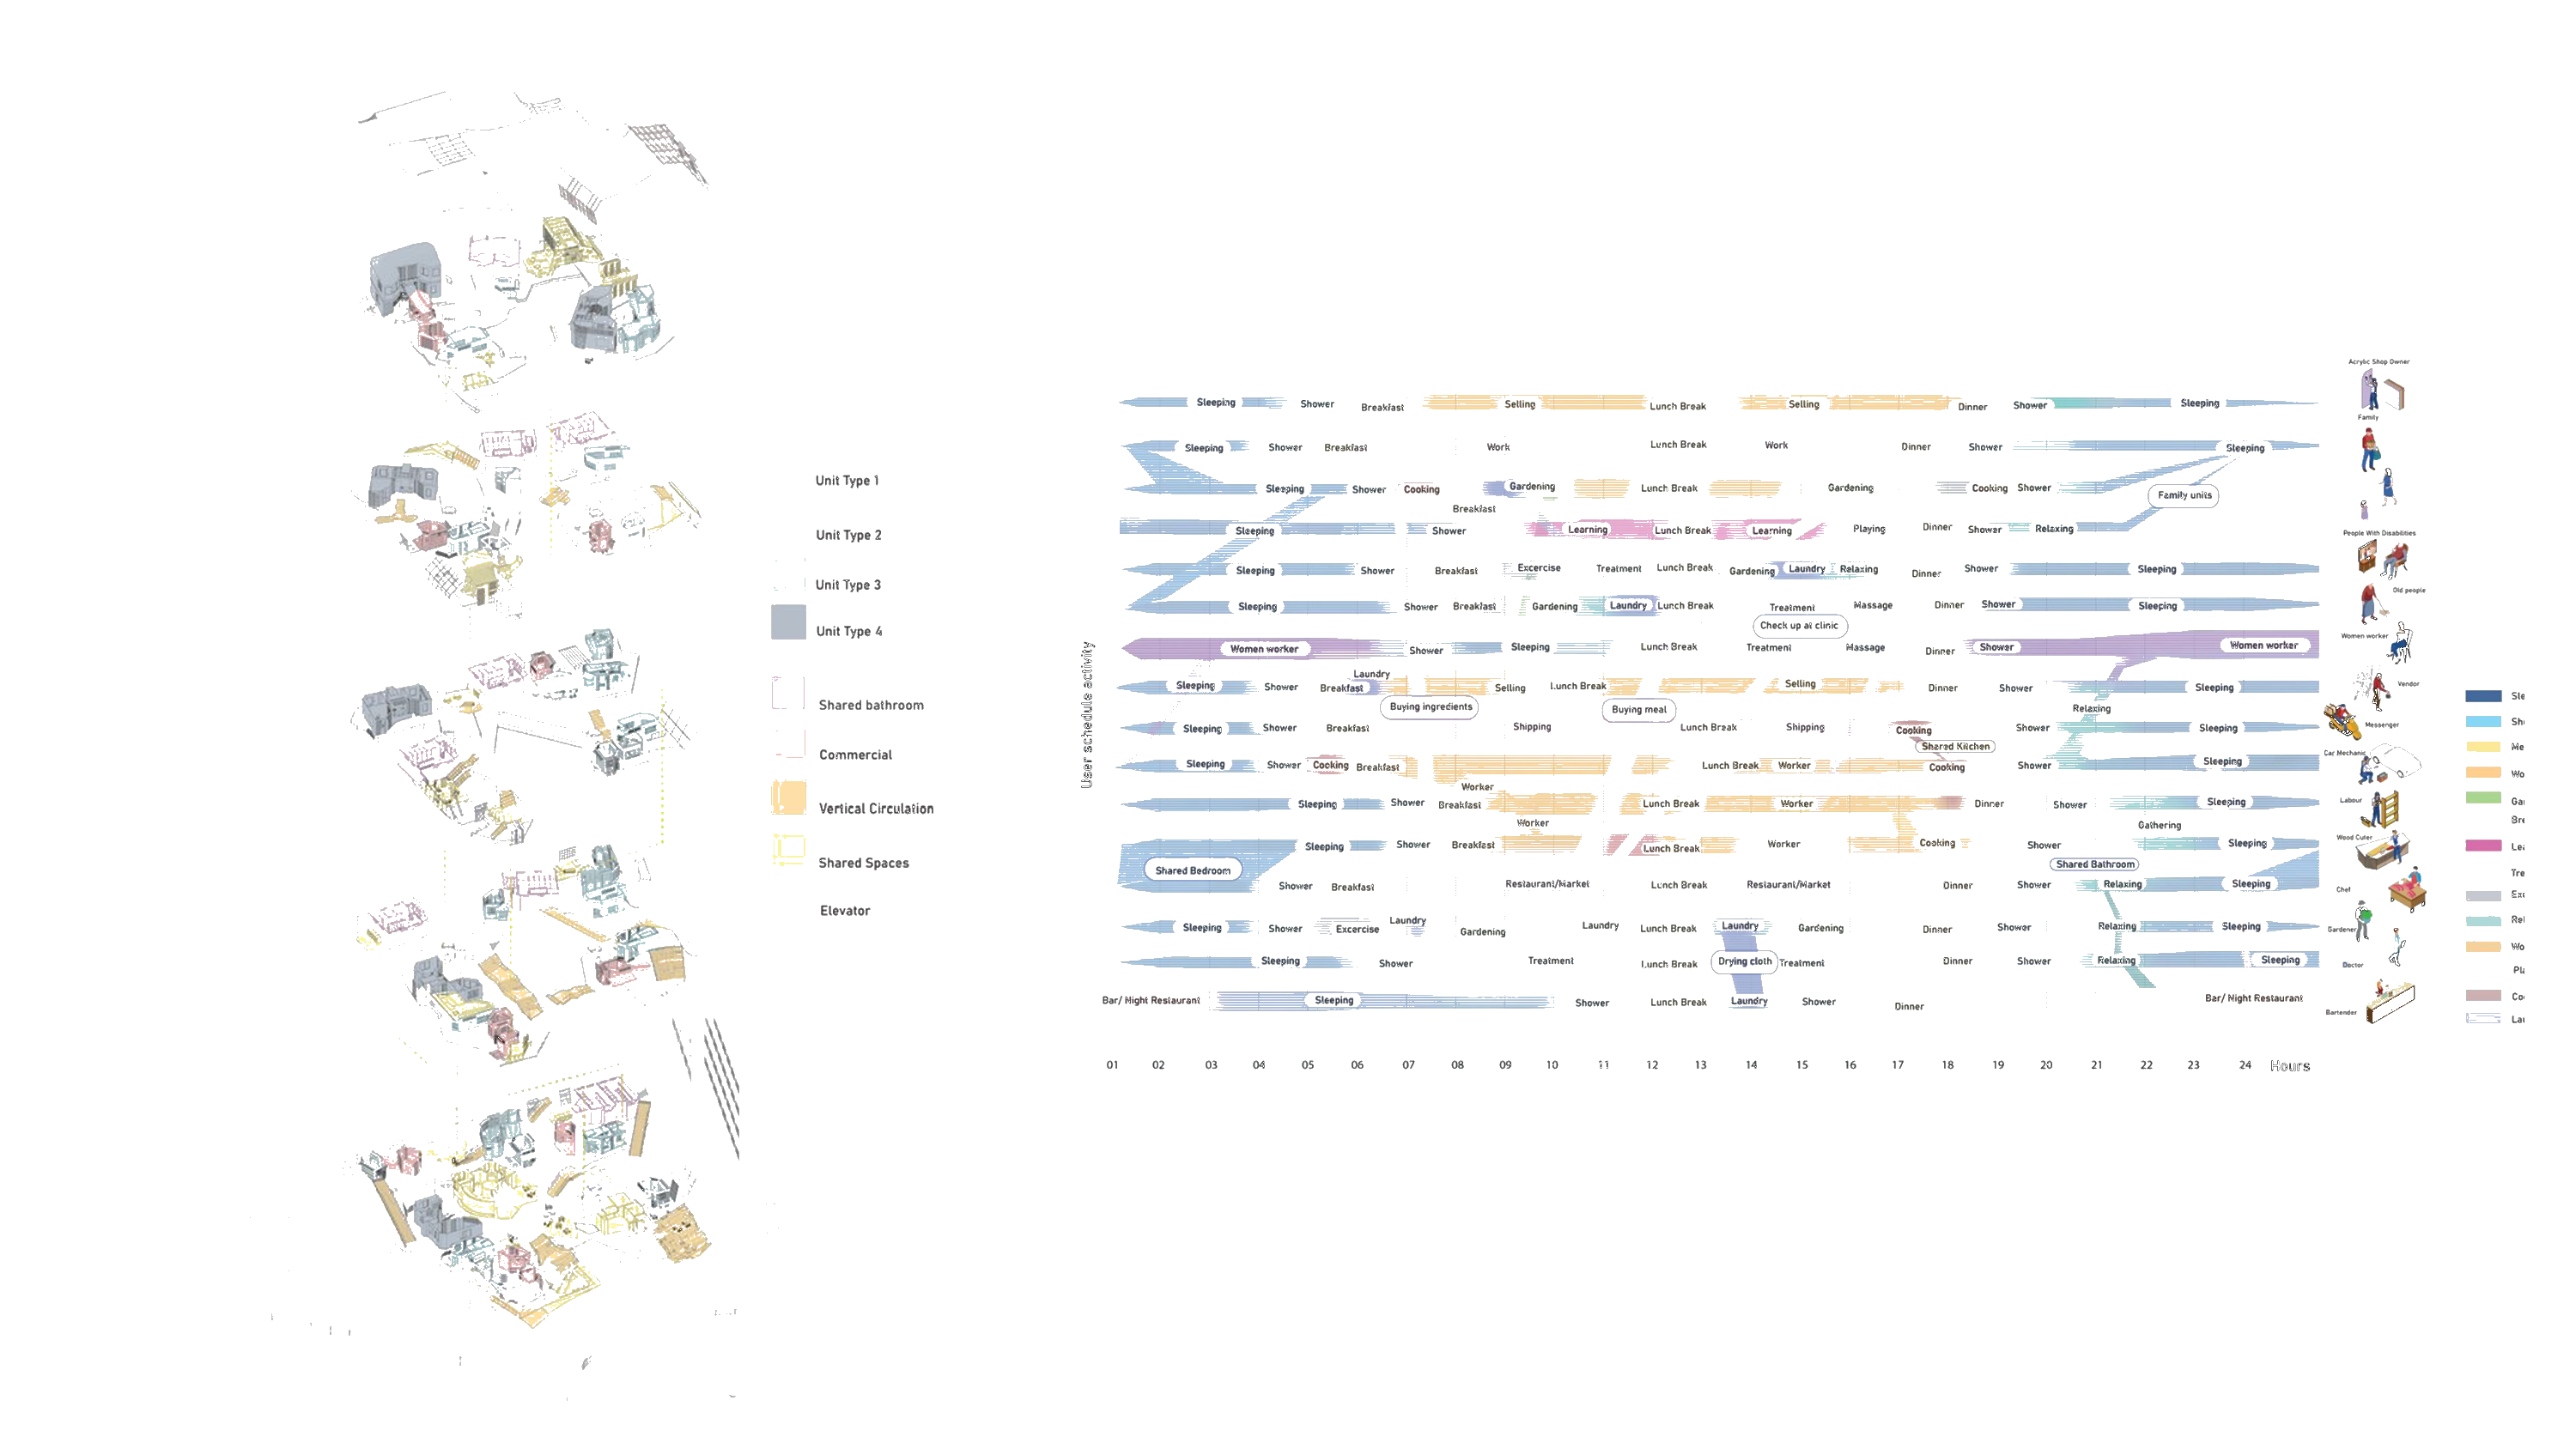 Unit Type 1
Unit Type 2
Unit Type 3
Unit Type 4
Shared bathroom
Commercial
Vertical Circulation
Shared Spaces
Elevator
User schedule activity
Acrylic Shop Owner
Sleeping Shower Breakfast Selling Lunch Break Selling Dinner Shower Sleeping
Family
Sleeping Shower Breakfast Work Lunch Break Work Dinner Shower Sleeping
Sleeping Shower Cooking Gardening Lunch Break Gardening Cooking Shower
Family units
Breakfast
Sleeping Shower Learning Lunch Break Learning Playing Dinner Shower Relaxing
People With Disabilities
Sleeping Shower Breakfast Excercise Treatment Lunch Break Gardening Laundry Relaxing Dinner Shower Sleeping
Old people
Sleeping Shower Breakfast Gardening Laundry Lunch Break Treatment Massage Dinner Shower Sleeping
Check up at clinic
Women worker
Women worker Shower Sleeping Lunch Break Treatment Massage Dinner Shower Women worker
Laundry
Sleeping Shower Breakfast Selling Lunch Break Selling Dinner Shower Sleeping
Vendor
Buying ingredients Buying meal Relaxing
Sleeping Shower Breakfast Shipping Lunch Break Shipping Cooking Shower Sleeping
Messenger
Shared Kitchen
Car Mechanic
Sleeping Shower Cooking Breakfast Lunch Break Worker Cooking Shower Sleeping
Worker
Labour
Sleeping Shower Breakfast Lunch Break Worker Dinner Shower Sleeping
Worker Gathering
Wood Cuter
Sleeping Shower Breakfast Lunch Break Worker Cooking Shower Sleeping
Shared Bedroom Shared Bathroom
Shower Breakfast Restaurant/Market Lunch Break Restaurant/Market Dinner Shower Relaxing Sleeping
Chef
Laundry
Sleeping Shower Excercise Gardening Laundry Lunch Break Laundry Gardening Dinner Shower Relaxing Sleeping
Gardener
Sleeping Shower Treatment Lunch Break Drying cloth Treatment Dinner Shower Relaxing Sleeping
Doctor
Bar/ Night Restaurant Sleeping Shower Lunch Break Laundry Shower Dinner Bar/ Night Restaurant
Bartender
01 02 03 04 05 06 07 08 09 10 11 12 13 14 15 16 17 18 19 20 21 22 23 24 Hours